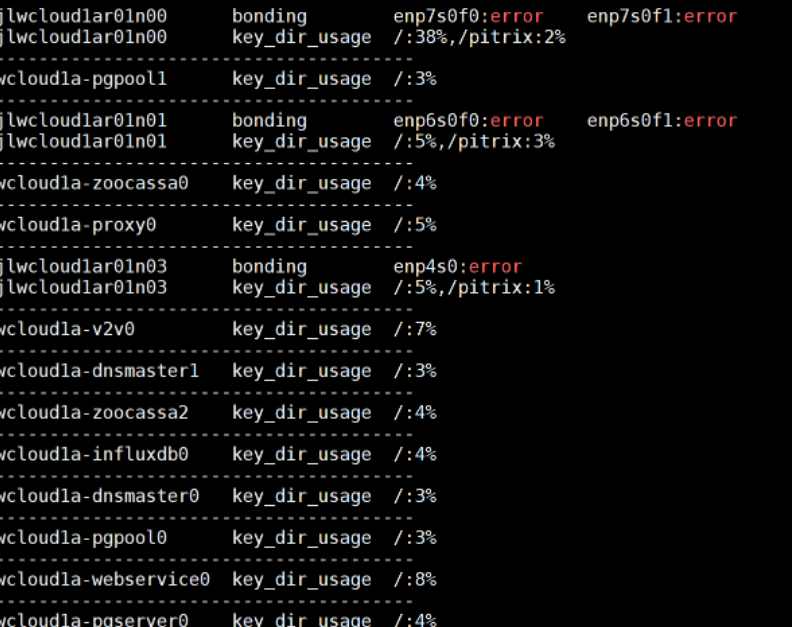 jlwcloud1ar01n00 bonding enp7s0f0:error enp7s0f1:error
jlwcloud1ar01n00 key_dir_usage /:38%,/pitrix:2%
---------------------------------------
wcloud1a-pgpool1 key_dir_usage /:3%
---------------------------------------
jlwcloud1ar01n01 bonding enp6s0f0:error enp6s0f1:error
jlwcloud1ar01n01 key_dir_usage /:5%,/pitrix:3%
---------------------------------------
wcloud1a-zoocassa0 key_dir_usage /:4%
---------------------------------------
wcloud1a-proxy0 key_dir_usage /:5%
---------------------------------------
jlwcloud1ar01n03 bonding enp4s0:error
jlwcloud1ar01n03 key_dir_usage /:5%,/pitrix:1%
---------------------------------------
wcloud1a-v2v0 key_dir_usage /:7%
---------------------------------------
wcloud1a-dnsmaster1 key_dir_usage /:3%
---------------------------------------
wcloud1a-zoocassa2 key_dir_usage /:4%
---------------------------------------
wcloud1a-influxdb0 key_dir_usage /:4%
---------------------------------------
wcloud1a-dnsmaster0 key_dir_usage /:3%
---------------------------------------
wcloud1a-pgpool0 key_dir_usage /:3%
---------------------------------------
wcloud1a-webservice0 key_dir_usage /:8%
---------------------------------------
wcloud1a-pgserver0 key_dir_usage /:4%